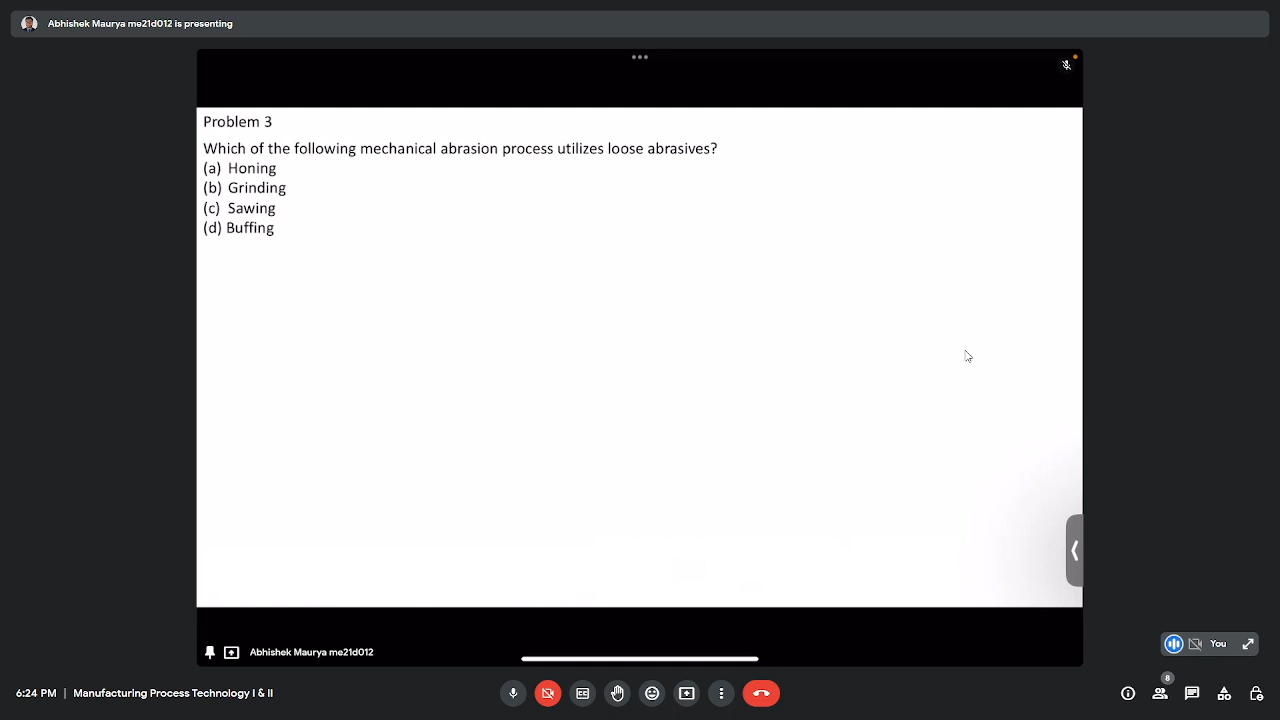 Abhishek Maurya me21d012 is presenting
Problem 3
Which of the following mechanical abrasion process utilizes loose abrasives?
(a) Honing
(b) Grinding
(c) Sawing
(d) Buffing
Abhishek Maurya me21d012
You
8
6:24 PM | Manufacturing Process Technology I & II